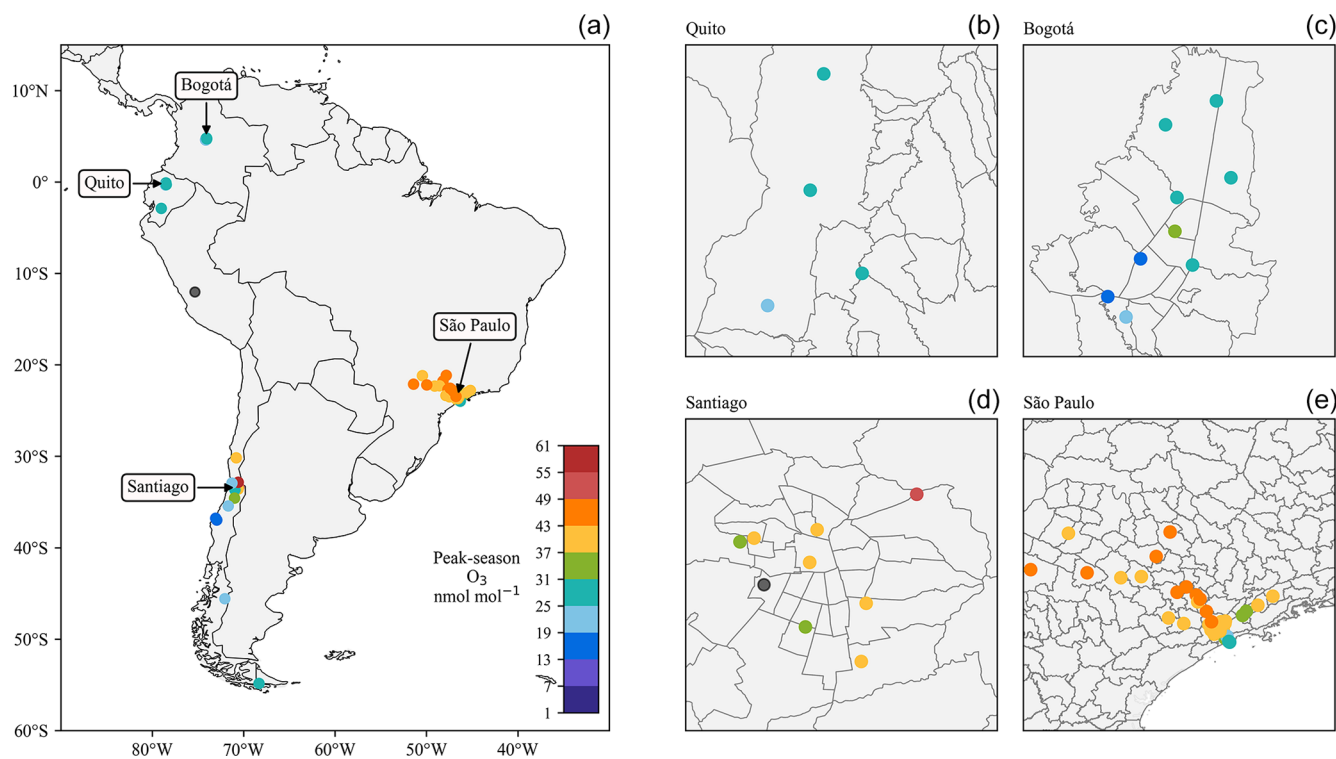 (a)
10°N
0°
10°S
20°S
30°S
40°S
50°S
60°S
80°W
70°W
60°W
50°W
40°W
Bogotá
Quito
São Paulo
Santiago
Peak-season
O₃
nmol mol⁻¹
61
55
49
43
37
31
25
19
13
7
1
Quito
(b)
Bogotá
(c)
Santiago
(d)
São Paulo
(e)